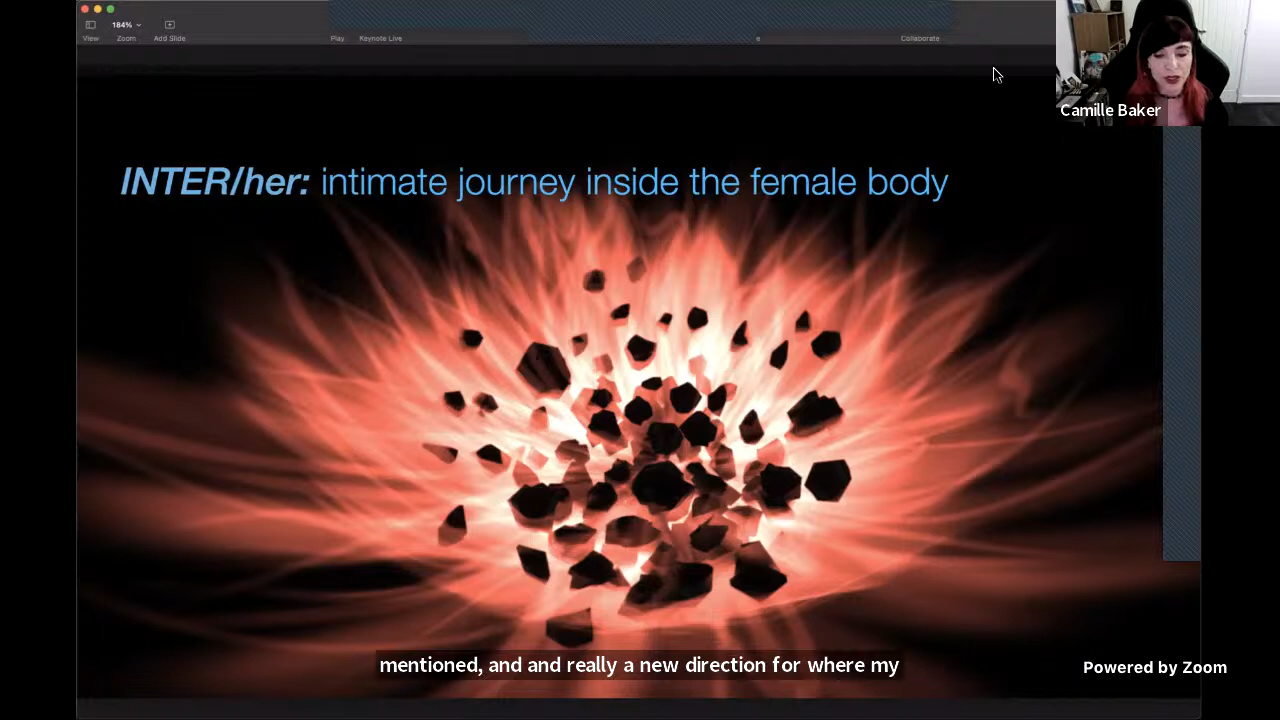 184%
View
Zoom
Add Slide
Play
Keynote Live
e
Collaborate
Camille Baker
INTER/her: intimate journey inside the female body
mentioned, and and really a new direction for where my
Powered by Zoom